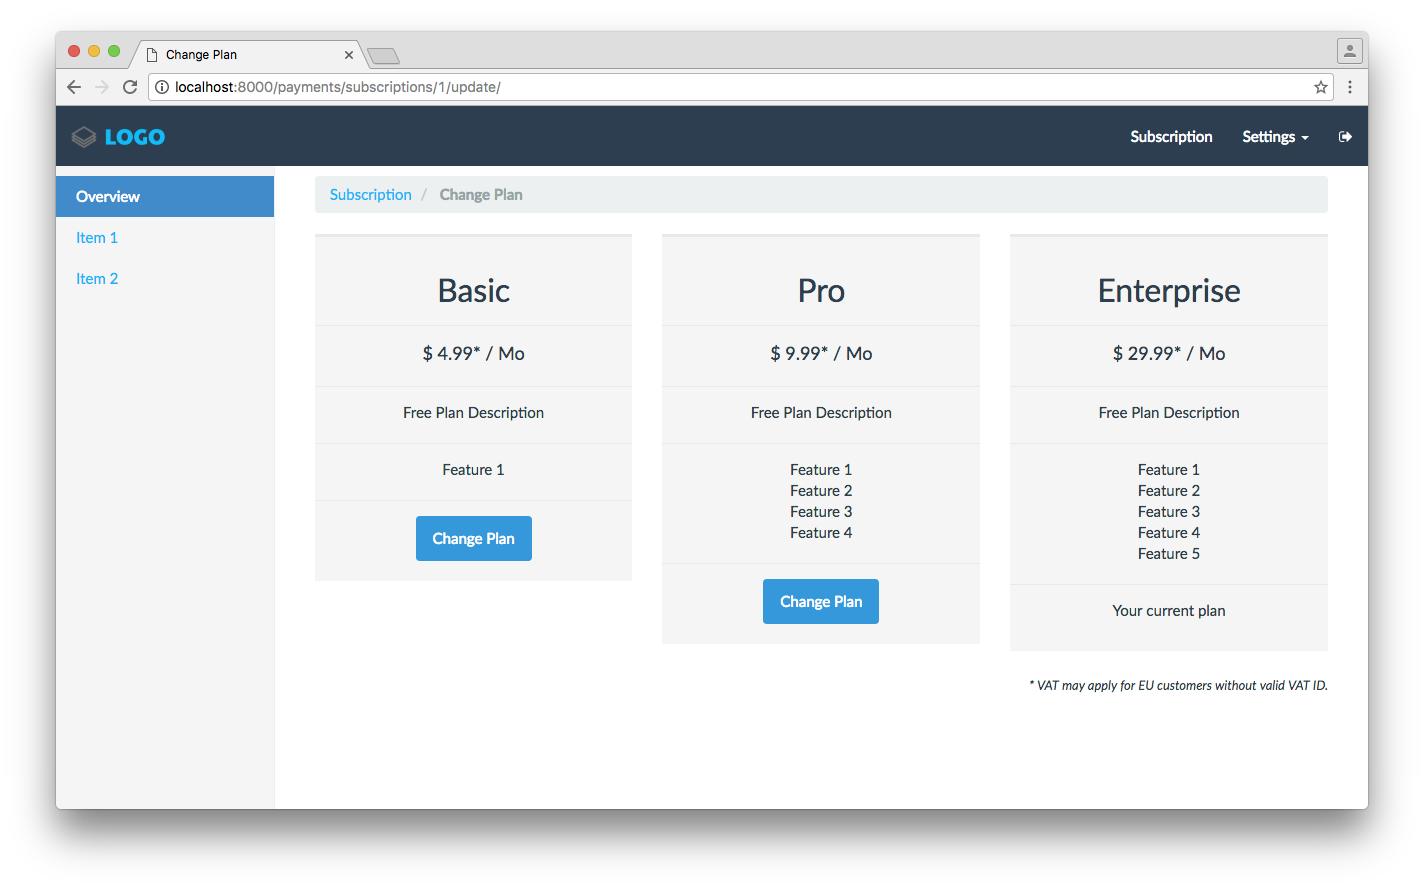 Change Plan
localhost:8000/payments/subscriptions/1/update/
LOGO
Subscription
Settings
Overview
Item 1
Item 2
Subscription / Change Plan
Basic
$ 4.99* / Mo
Free Plan Description
Feature 1
Change Plan
Pro
$ 9.99* / Mo
Free Plan Description
Feature 1
Feature 2
Feature 3
Feature 4
Change Plan
Enterprise
$ 29.99* / Mo
Free Plan Description
Feature 1
Feature 2
Feature 3
Feature 4
Feature 5
Your current plan
* VAT may apply for EU customers without valid VAT ID.